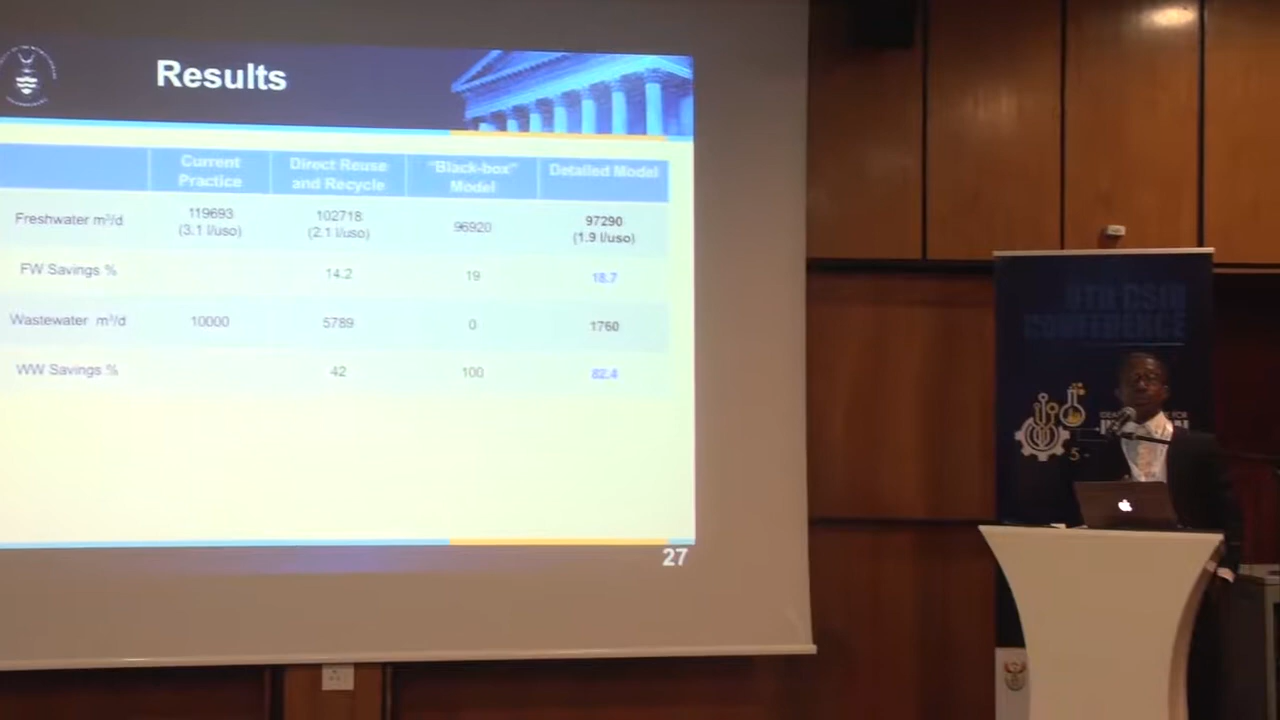 Results
Current Practice
Direct Reuse and Recycle
"Black-box" Model
Detailed Model
Freshwater m³/d
119693 (3.1 l/uso)
102718 (2.1 l/uso)
96920
97290 (1.9 l/uso)
FW Savings %
14.2
19
18.7
Wastewater m³/d
10000
5789
0
1760
WW Savings %
42
100
82.4
27
CONFERENCE